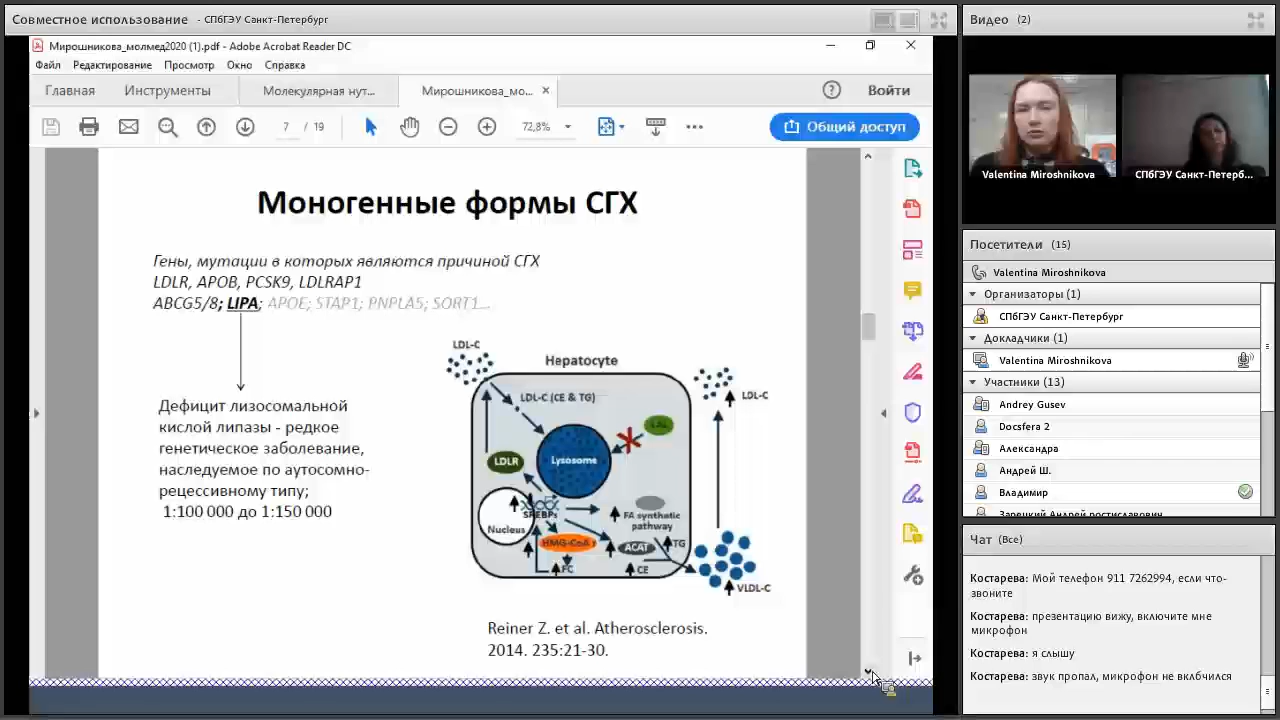 Совместное использование - СПбГЭУ Санкт-Петербург
Мирошникова_молмед2020 (1).pdf - Adobe Acrobat Reader DC
Файл Редактирование Просмотр Окно Справка
Главная Инструменты Молекулярная нут... Мирошникова_мо... × Войти
7 / 19 72,8% Общий доступ
Моногенные формы СГХ
Гены, мутации в которых являются причиной СГХ
LDLR, APOB, PCSK9, LDLRAP1
ABCG5/8; LIPA; APOE; STAP1; PNPLA5; SORT1...
Дефицит лизосомальной
кислой липазы - редкое
генетическое заболевание,
наследуемое по аутосомно-
рецессивному типу;
1:100 000 до 1:150 000
LDL-C
Hepatocyte
LDL-C (CE & TG)
LDL-C
LAL
LDLR
Lysosome
SREBPs
Nucleus
FA synthetic
pathway
HMG-CoA r
ACAT
TG
FC
CE
VLDL-C
Reiner Z. et al. Atherosclerosis.
2014. 235:21-30.
Видео (2)
Valentina Miroshnikova
СПбГЭУ Санкт-Петерб...
Посетители (15)
Valentina Miroshnikova
Организаторы (1)
СПбГЭУ Санкт-Петербург
Докладчики (1)
Valentina Miroshnikova
Участники (13)
Andrey Gusev
Docsfera 2
Александра
Андрей Ш.
Владимир
Зарецкий Андрей ростиславович
Чат (Все)
Костарева: Мой телефон 911 7262994, если что-
звоните
Костарева: презентацию вижу, включите мне
микрофон
Костарева: я слышу
Костарева: звук пропал, микрофон не вклбчился